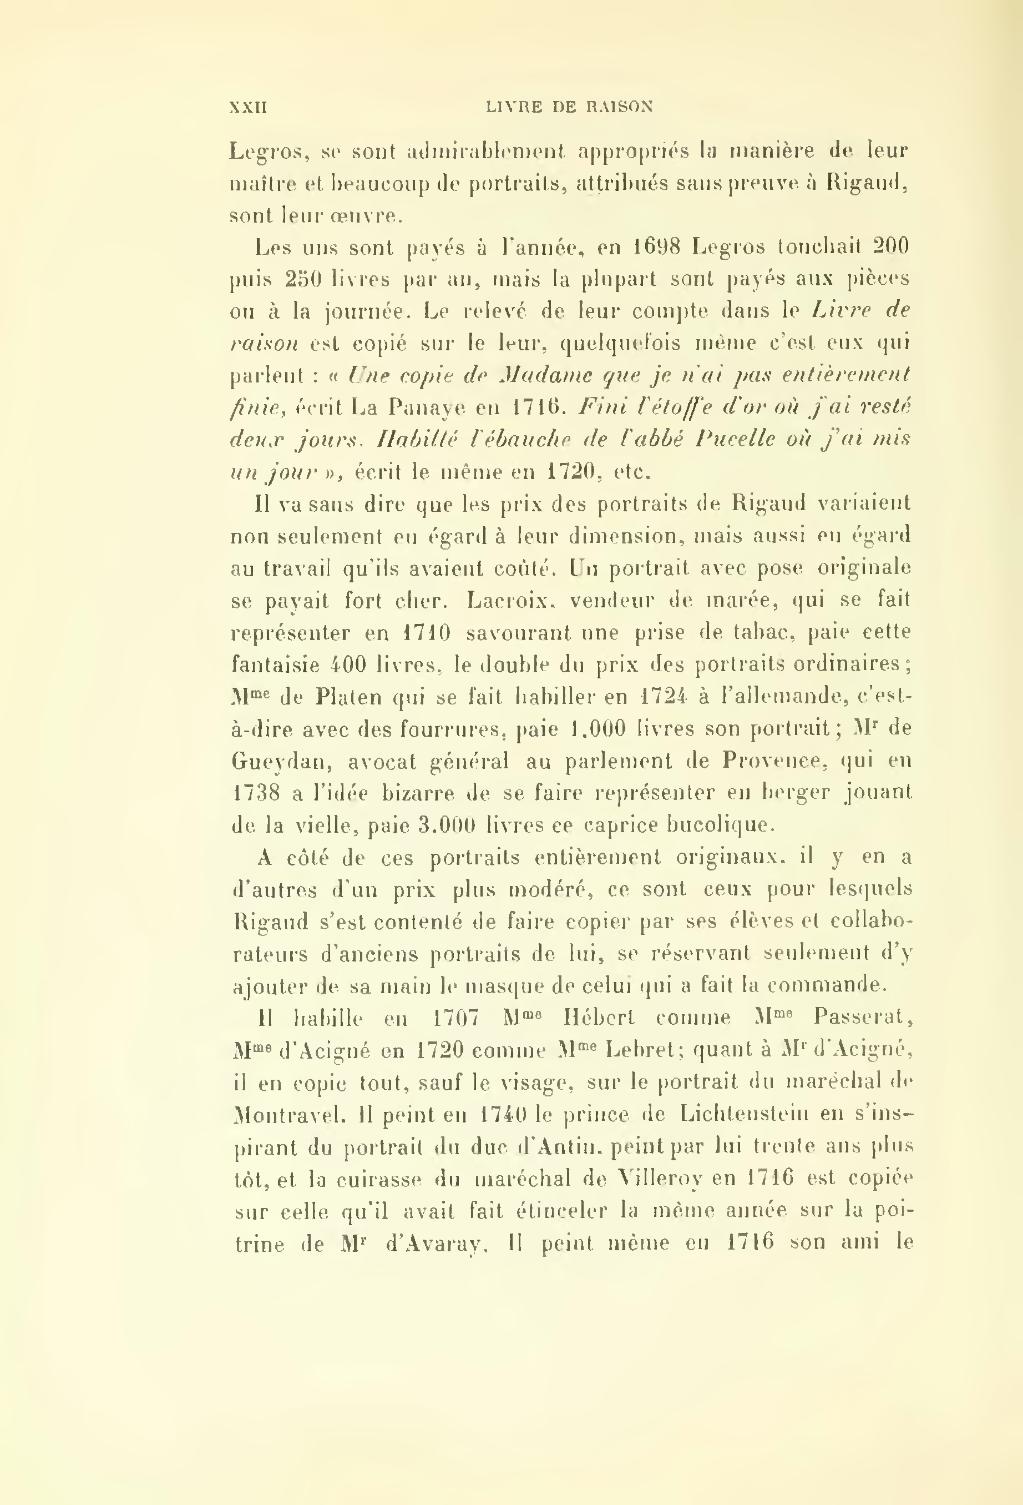 XXII LIVRE DE RAISON
Legros, se sont admirablement appropriés la manière de leur
maître et beaucoup de portraits, attribués sans preuve à Rigaud,
sont leur œuvre.
Les uns sont payés à l'année, en 1698 Legros touchait 200
puis 250 livres par an, mais la plupart sont payés aux pièces
ou à la journée. Le relevé de leur compte dans le Livre de
raison est copié sur le leur, quelquefois même c'est eux qui
parlent : « Une copie de Madame que je n'ai pas entièrement
finie, écrit La Panaye en 1716. Fini l'étoffe d'or où j'ai resté
deux jours. Habillé l'ébauche de l'abbé Pucelle où j'ai mis
un jour », écrit le même en 1720, etc.
Il va sans dire que les prix des portraits de Rigaud variaient
non seulement eu égard à leur dimension, mais aussi eu égard
au travail qu'ils avaient coûté. Un portrait avec pose originale
se payait fort cher. Lacroix, vendeur de marée, qui se fait
représenter en 1710 savourant une prise de tabac, paie cette
fantaisie 400 livres, le double du prix des portraits ordinaires ;
Mme de Platen qui se fait habiller en 1724 à l'allemande, c'est-
à-dire avec des fourrures, paie 1.000 livres son portrait ; Mr de
Gueydan, avocat général au parlement de Provence, qui en
1738 a l'idée bizarre de se faire représenter en berger jouant
de la vielle, paie 3.000 livres ce caprice bucolique.
A côté de ces portraits entièrement originaux, il y en a
d'autres d'un prix plus modéré, ce sont ceux pour lesquels
Rigaud s'est contenté de faire copier par ses élèves et collabo-
rateurs d'anciens portraits de lui, se réservant seulement d'y
ajouter de sa main le masque de celui qui a fait la commande.
Il habille en 1707 Mme Hébert comme Mme Passerat,
Mme d'Acigné en 1720 comme Mme Lebret ; quant à Mr d'Acigné,
il en copie tout, sauf le visage, sur le portrait du maréchal de
Montravel. Il peint en 1740 le prince de Lichtenstein en s'ins-
pirant du portrait du duc d'Antin, peint par lui trente ans plus
tôt, et la cuirasse du maréchal de Villeroy en 1716 est copiée
sur celle qu'il avait fait étinceler la même année sur la poi-
trine de Mr d'Avaray. Il peint même en 1716 son ami le